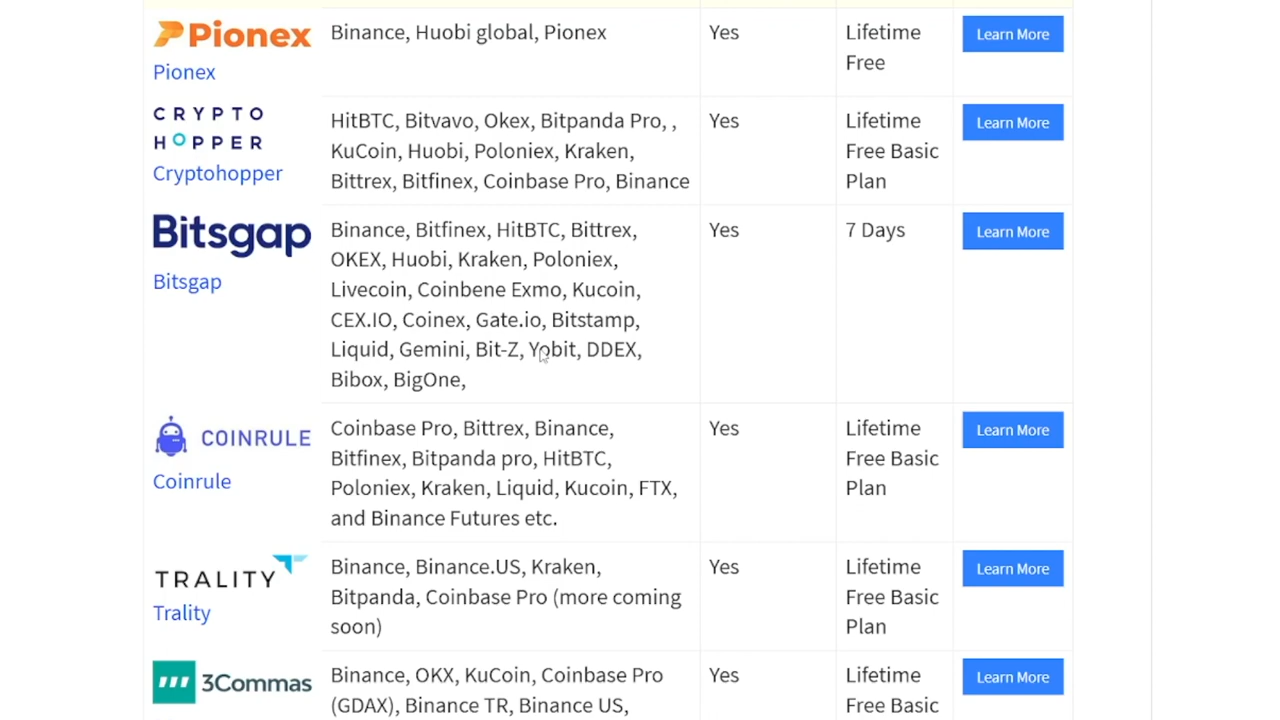 Pionex
Binance, Huobi global, Pionex
Yes
Lifetime
Free
Learn More
Pionex
CRYPTO
HOPPER
Cryptohopper
HitBTC, Bitvavo, Okex, Bitpanda Pro, ,
KuCoin, Huobi, Poloniex, Kraken,
Bittrex, Bitfinex, Coinbase Pro, Binance
Yes
Lifetime
Free Basic
Plan
Learn More
Bitsgap
Bitsgap
Binance, Bitfinex, HitBTC, Bittrex,
OKEX, Huobi, Kraken, Poloniex,
Livecoin, Coinbene Exmo, Kucoin,
CEX.IO, Coinex, Gate.io, Bitstamp,
Liquid, Gemini, Bit-Z, Yobit, DDEX,
Bibox, BigOne,
Yes
7 Days
Learn More
COINRULE
Coinrule
Coinbase Pro, Bittrex, Binance,
Bitfinex, Bitpanda pro, HitBTC,
Poloniex, Kraken, Liquid, Kucoin, FTX,
and Binance Futures etc.
Yes
Lifetime
Free Basic
Plan
Learn More
TRALITY
Trality
Binance, Binance.US, Kraken,
Bitpanda, Coinbase Pro (more coming
soon)
Yes
Lifetime
Free Basic
Plan
Learn More
3Commas
Binance, OKX, KuCoin, Coinbase Pro
(GDAX), Binance TR, Binance US,
Yes
Lifetime
Free Basic
Learn More